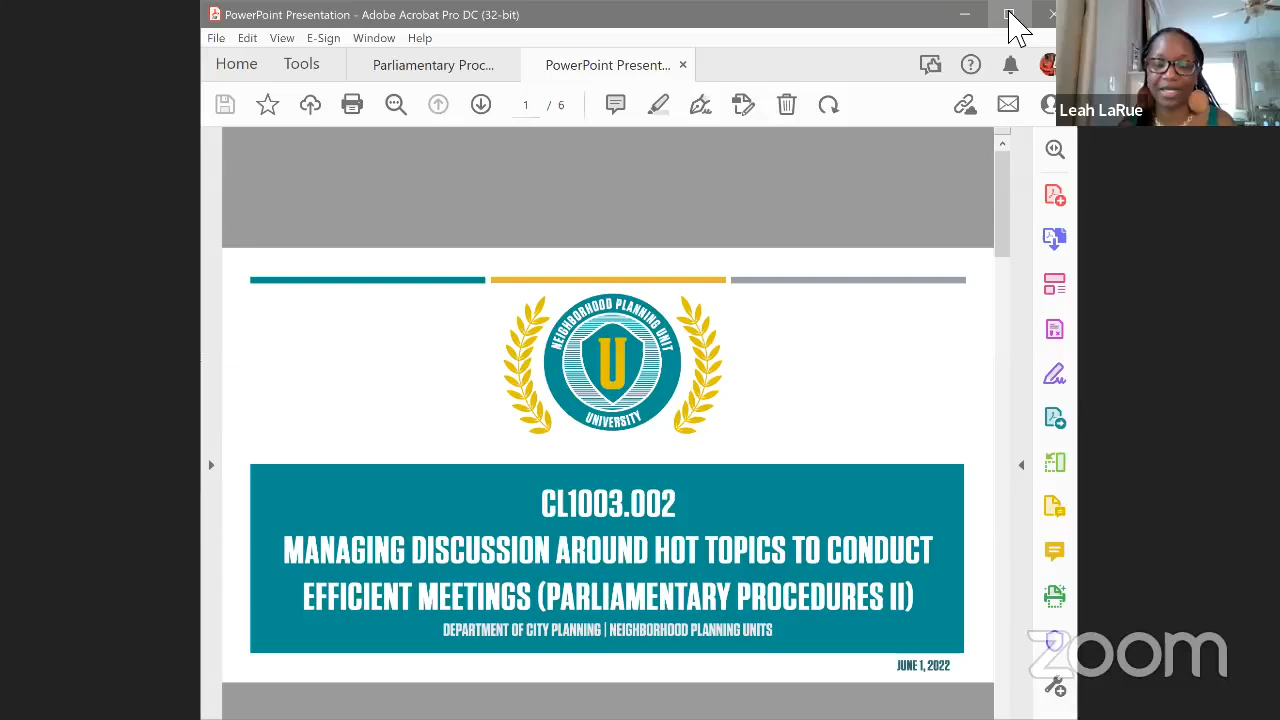 PowerPoint Presentation - Adobe Acrobat Pro DC (32-bit)
File Edit View E-Sign Window Help
Home Tools Parliamentary Proc... PowerPoint Present... ×
1 / 6
Leah LaRue
NEIGHBORHOOD PLANNING UNIT
U
UNIVERSITY
CL1003.002
MANAGING DISCUSSION AROUND HOT TOPICS TO CONDUCT
EFFICIENT MEETINGS (PARLIAMENTARY PROCEDURES II)
DEPARTMENT OF CITY PLANNING | NEIGHBORHOOD PLANNING UNITS
JUNE 1, 2022
zoom